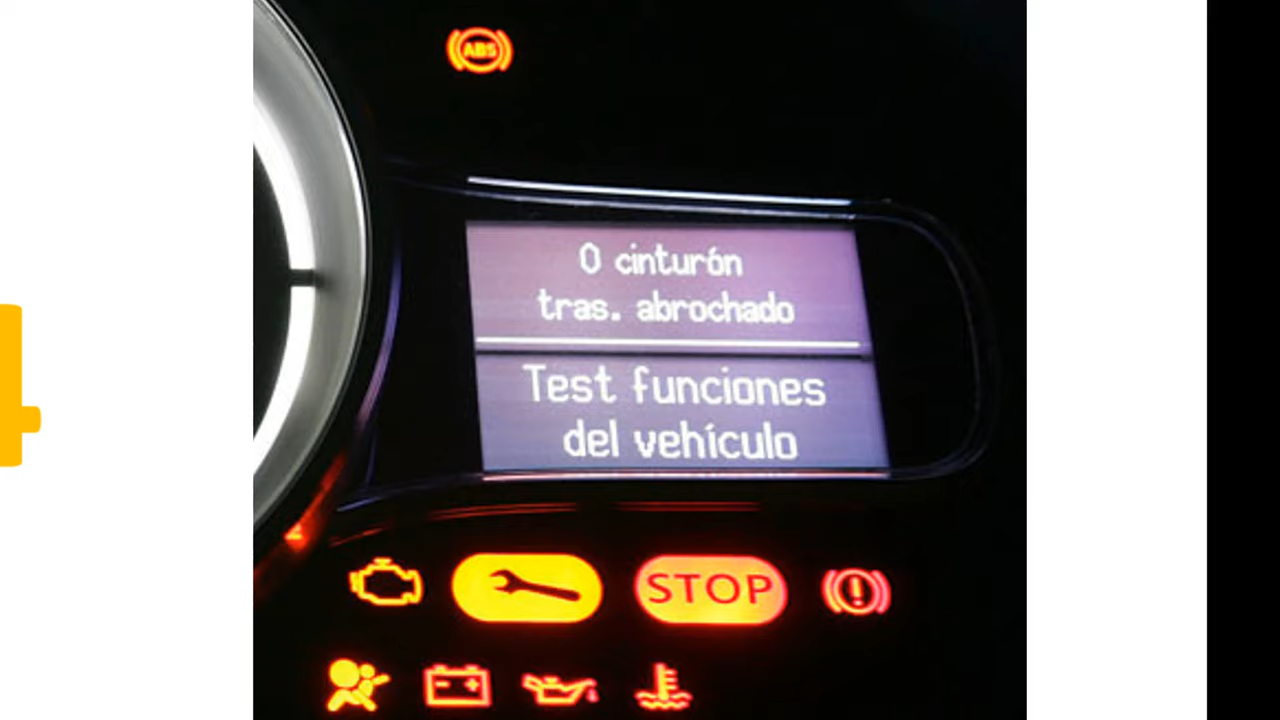 ABS
0 cinturón
tras. abrochado
Test funciones
del vehículo
STOP